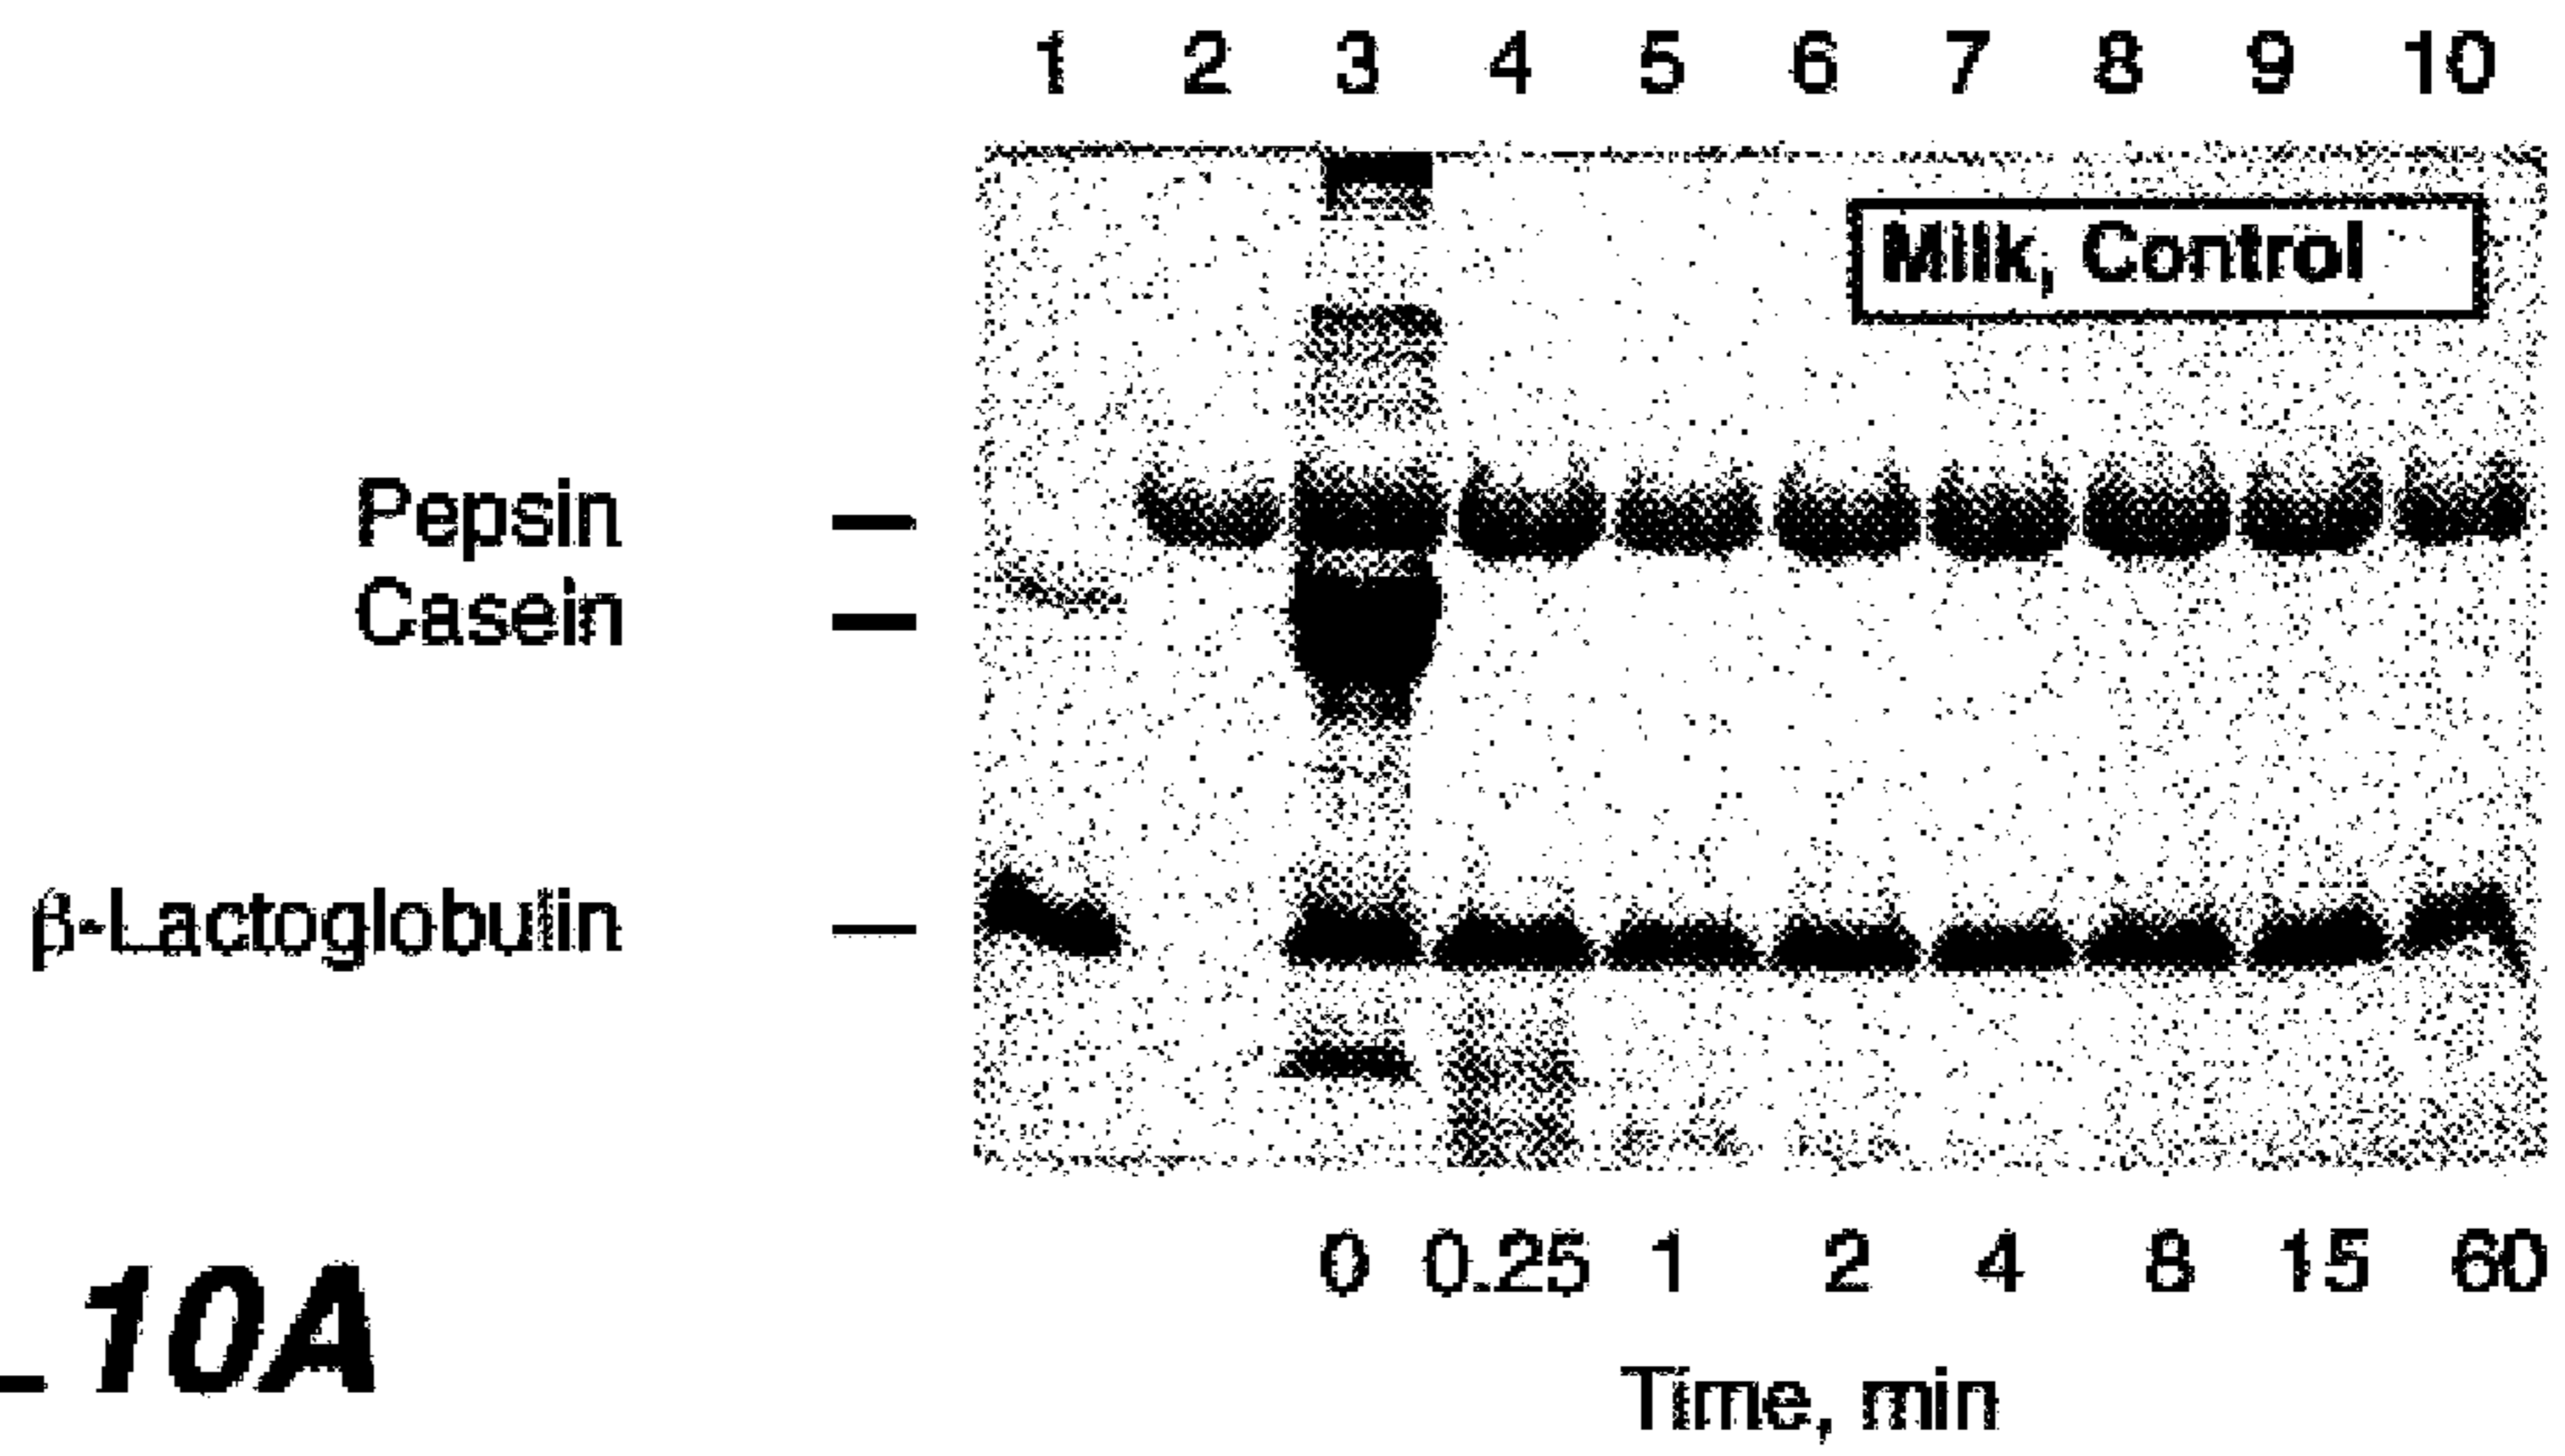 1 2 3 4 5 6 7 8 9 10
Milk, Control
Pepsin
Casein
β-Lactoglobulin
0 0.25 1 2 4 8 15 60
10A
Time, min